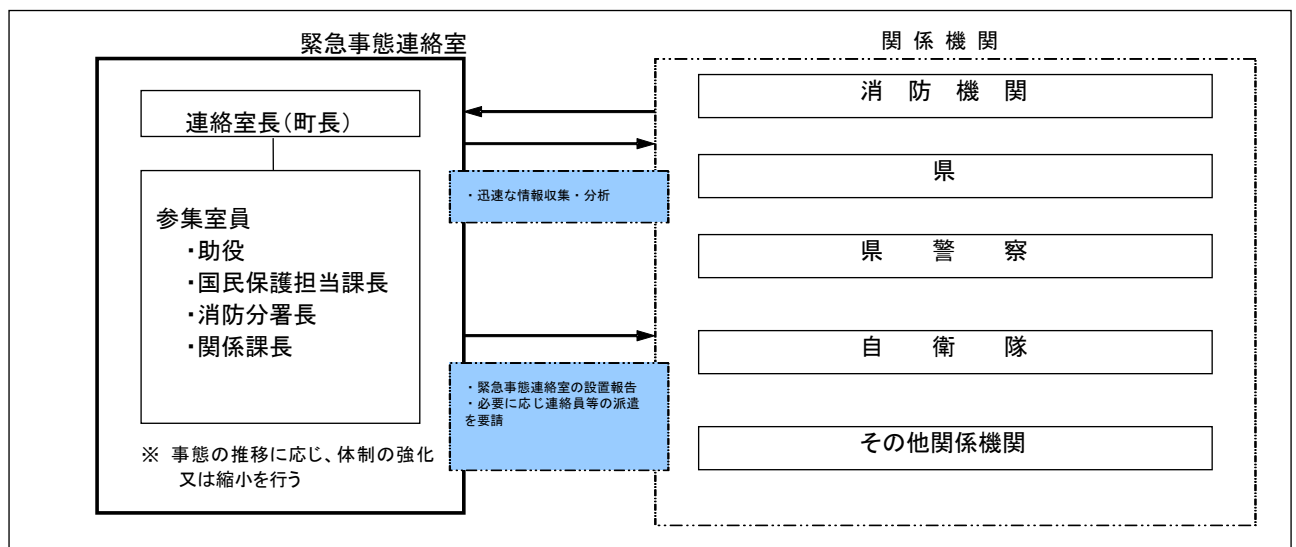 緊急事態連絡室
連絡室長(町長)
参集室員
・助役
・国民保護担当課長
・消防分署長
・関係課長
※ 事態の推移に応じ、体制の強化
又は縮小を行う
・迅速な情報収集・分析
・緊急事態連絡室の設置報告
・必要に応じ連絡員等の派遣
を要請
関 係 機 関
消 防 機 関
県
県 警 察
自 衛 隊
その他関係機関